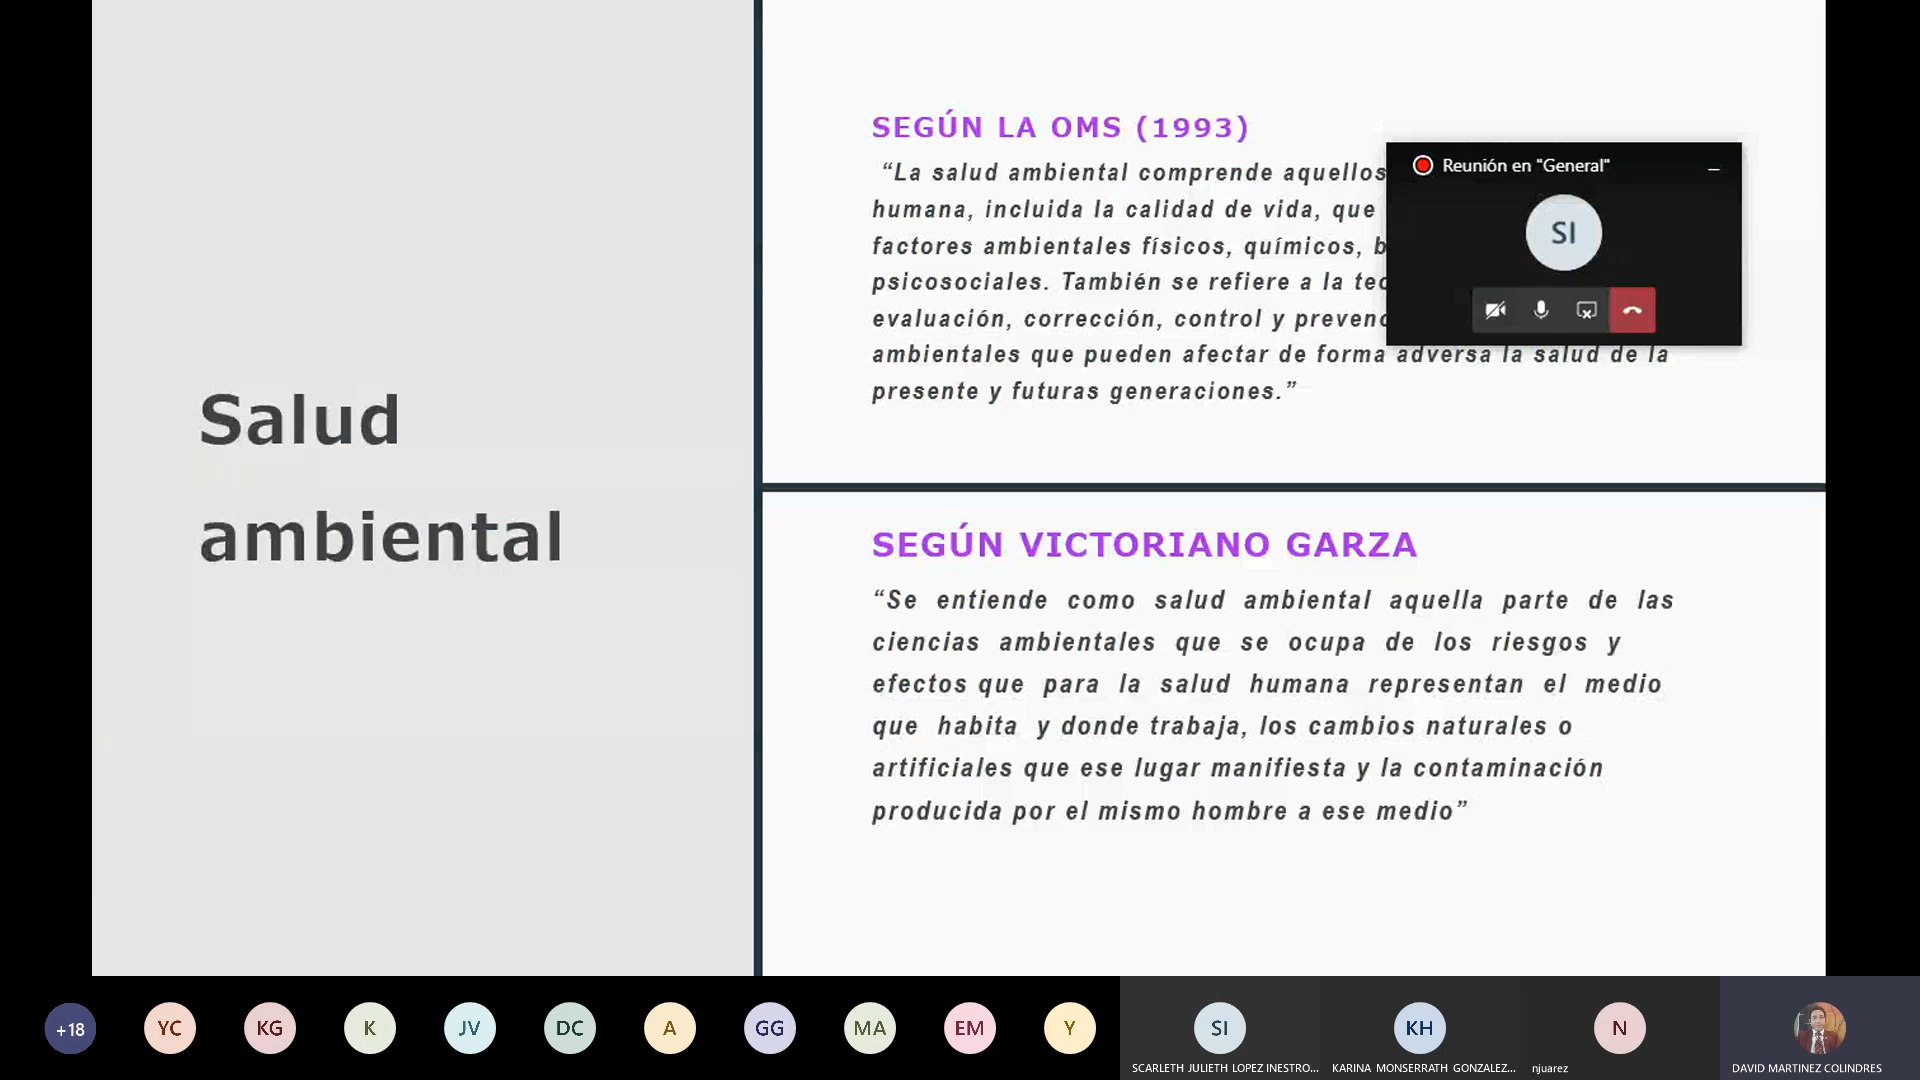 Salud
ambiental
SEGÚN LA OMS (1993)
“La salud ambiental comprende aquellos
humana, incluida la calidad de vida, que
factores ambientales físicos, químicos,
psicosociales. También se refiere a la
evaluación, corrección, control y
ambientales que pueden afectar de forma adversa la salud de la
presente y futuras generaciones.”
Reunión en "General"
SI
SEGÚN VICTORIANO GARZA
“Se entiende como salud ambiental aquella parte de las
ciencias ambientales que se ocupa de los riesgos y
efectos que para la salud humana representan el medio
que habita y donde trabaja, los cambios naturales o
artificiales que ese lugar manifiesta y la contaminación
producida por el mismo hombre a ese medio”
+18
YC
KG
K
JV
DC
A
GG
MA
EM
Y
SI
KH
N
SCARLETH JULIETH LOPEZ INESTRO...
KARINA MONSERRATH GONZALEZ...
njuarez
DAVID MARTINEZ COLINDRES